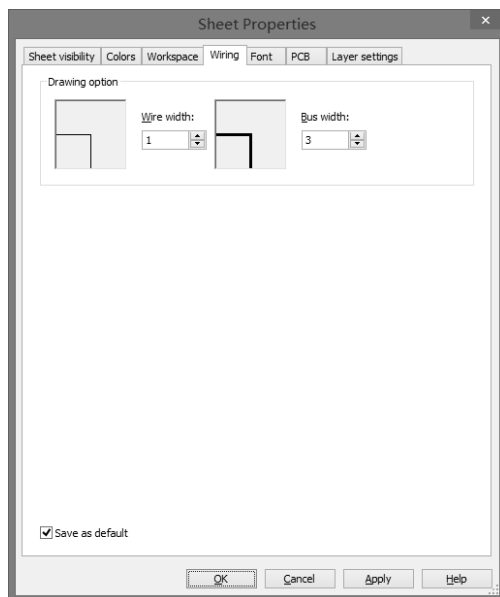 Sheet Properties
Sheet visibility Colors Workspace Wiring Font PCB Layer settings
Drawing option
Wire width: Bus width:
1 3
Save as default
OK Cancel Apply Help